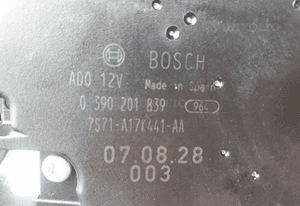 BOSCH
ADO 12V Made in Spain
0 390 201 839 964
7S71-A17K441-AA
07.08.28
003